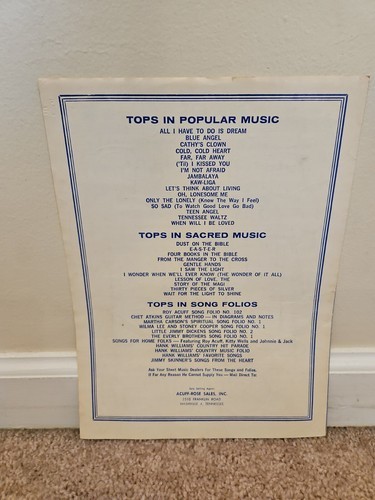 TOPS IN POPULAR MUSIC
ALL I HAVE TO DO IS DREAM
BLUE ANGEL
CATHY'S CLOWN
COLD, COLD HEART
FAR, FAR AWAY
('Til) I KISSED YOU
I'M NOT AFRAID
JAMBALAYA
KAW-LIGA
LET'S THINK ABOUT LIVING
OH, LONESOME ME
ONLY THE LONELY (Know The Way I Feel)
SO SAD (To Watch Good Love Go Bad)
TEEN ANGEL
TENNESSEE WALTZ
WHEN WILL I BE LOVED
TOPS IN SACRED MUSIC
DUST ON THE BIBLE
E-A-S-T-E-R
FOUR BOOKS IN THE BIBLE
FROM THE MANGER TO THE CROSS
GENTLE HANDS
I SAW THE LIGHT
I WONDER WHEN WE'LL EVER KNOW (THE WONDER OF IT ALL)
LESSON OF LOVE, THE
STORY OF THE MAGI
THIRTY PIECES OF SILVER
WAIT FOR THE LIGHT TO SHINE
TOPS IN SONG FOLIOS
ROY ACUFF SONG FOLIO NO. 102
CHET ATKINS GUITAR METHOD — IN DIAGRAMS AND NOTES
MARTHA CARSON'S SPIRITUAL SONG FOLIO NO. 1
WILMA LEE AND STONEY COOPER SONG FOLIO NO. 1
LITTLE JIMMY DICKENS SONG FOLIO NO. 2
THE EVERLY BROTHERS SONG FOLIO NO. 1
SONGS FOR HOME FOLKS — Featuring Roy Acuff, Kitty Wells and Johnnie & Jack
HANK WILLIAMS' COUNTRY HIT PARADE
HANK WILLIAMS' COUNTRY MUSIC FOLIO
HANK WILLIAMS' FAVORITE SONGS
JIMMY SKINNER'S SONGS FROM THE HEART
Ask Your Sheet Music Dealers For These Songs and Folios.
If For Any Reason He Cannot Supply You — Mail Direct To:
Sole Selling Agent:
ACUFF-ROSE SALES, INC.
2510 FRANKLIN ROAD
NASHVILLE 4, TENNESSEE